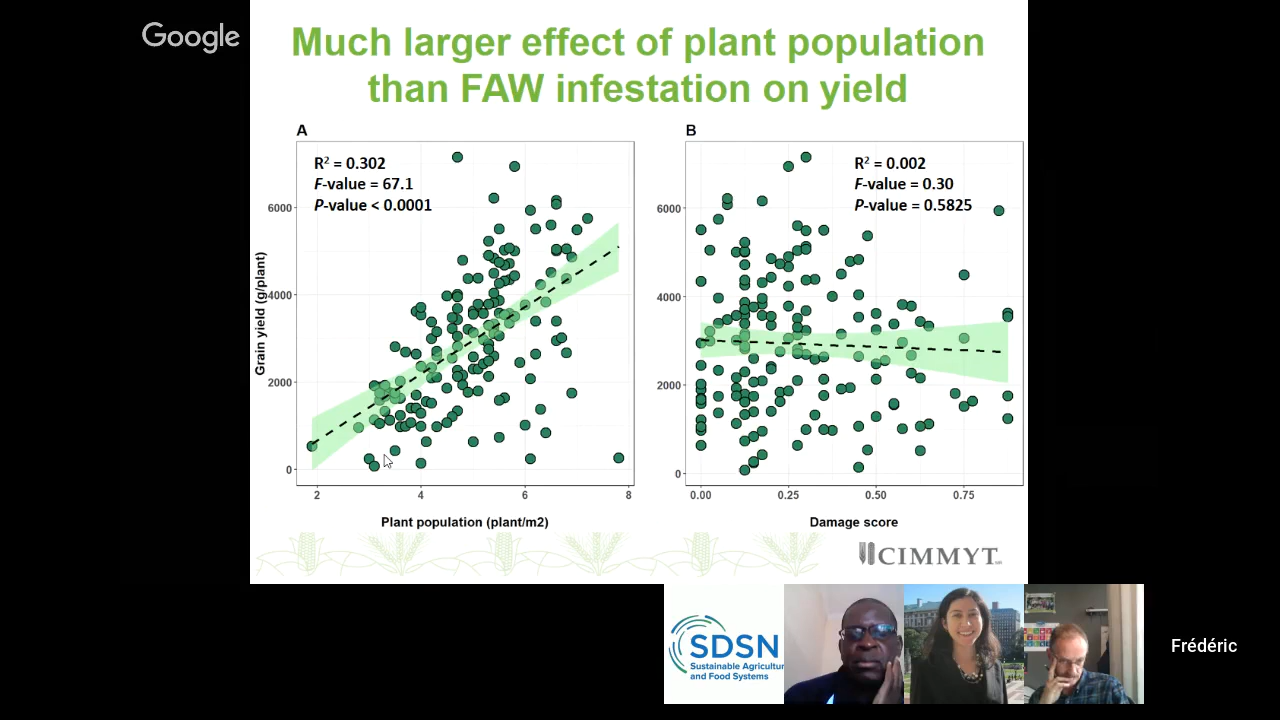 Google
Much larger effect of plant population
than FAW infestation on yield
A
R² = 0.302
F-value = 67.1
P-value < 0.0001
Grain yield (g/plant)
6000
4000
2000
0
2
4
6
8
Plant population (plant/m2)
B
R² = 0.002
F-value = 0.30
P-value = 0.5825
6000
4000
2000
0
0.00
0.25
0.50
0.75
Damage score
CIMMYT
SDSN
Sustainable Agricultu
and Food Systems
Frédéric